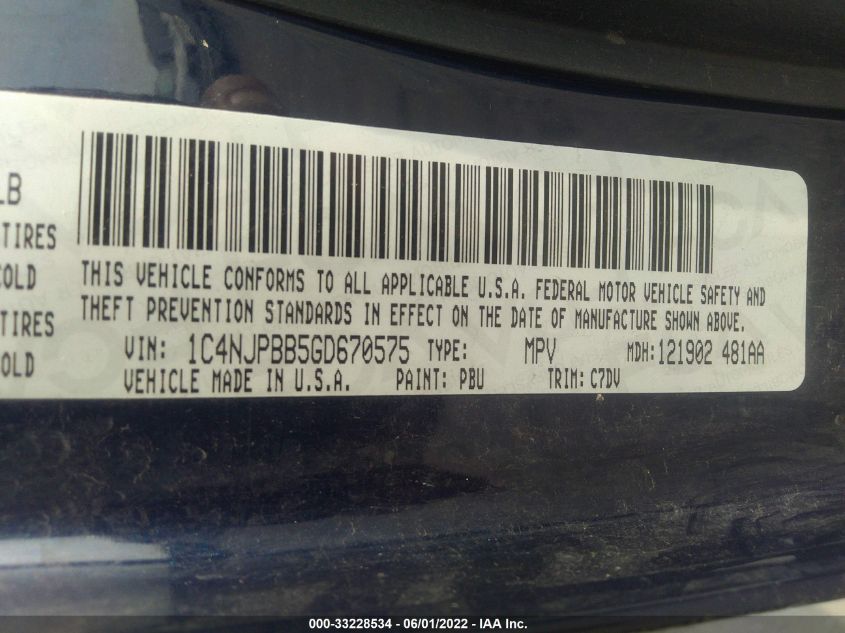 LB
TIRES
COLD
TIRES
OLD
THIS VEHICLE CONFORMS TO ALL APPLICABLE U.S.A. FEDERAL MOTOR VEHICLE SAFETY AND
THEFT PREVENTION STANDARDS IN EFFECT ON THE DATE OF MANUFACTURE SHOWN ABOVE.
VIN: 1C4NJPBB5GD670575 TYPE: MPV MDH:121902 481AA
VEHICLE MADE IN U.S.A. PAINT: PBU TRIM: C7DV
000-33228534 - 06/01/2022 - IAA Inc.